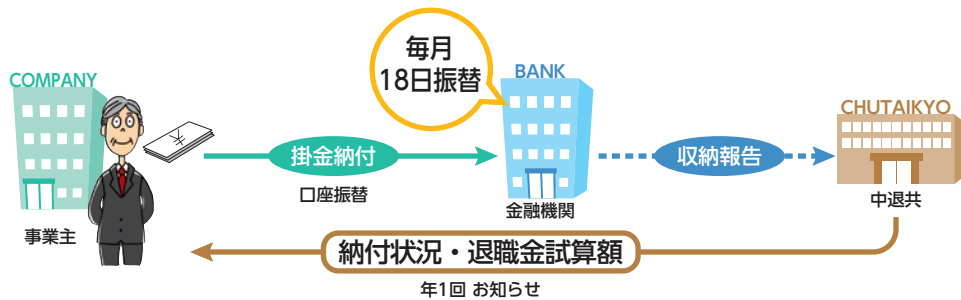 毎月
18日振替
COMPANY
BANK
CHUTAIKYO
¥
掛金納付
収納報告
口座振替
金融機関
中退共
事業主
納付状況・退職金試算額
年1回 お知らせ